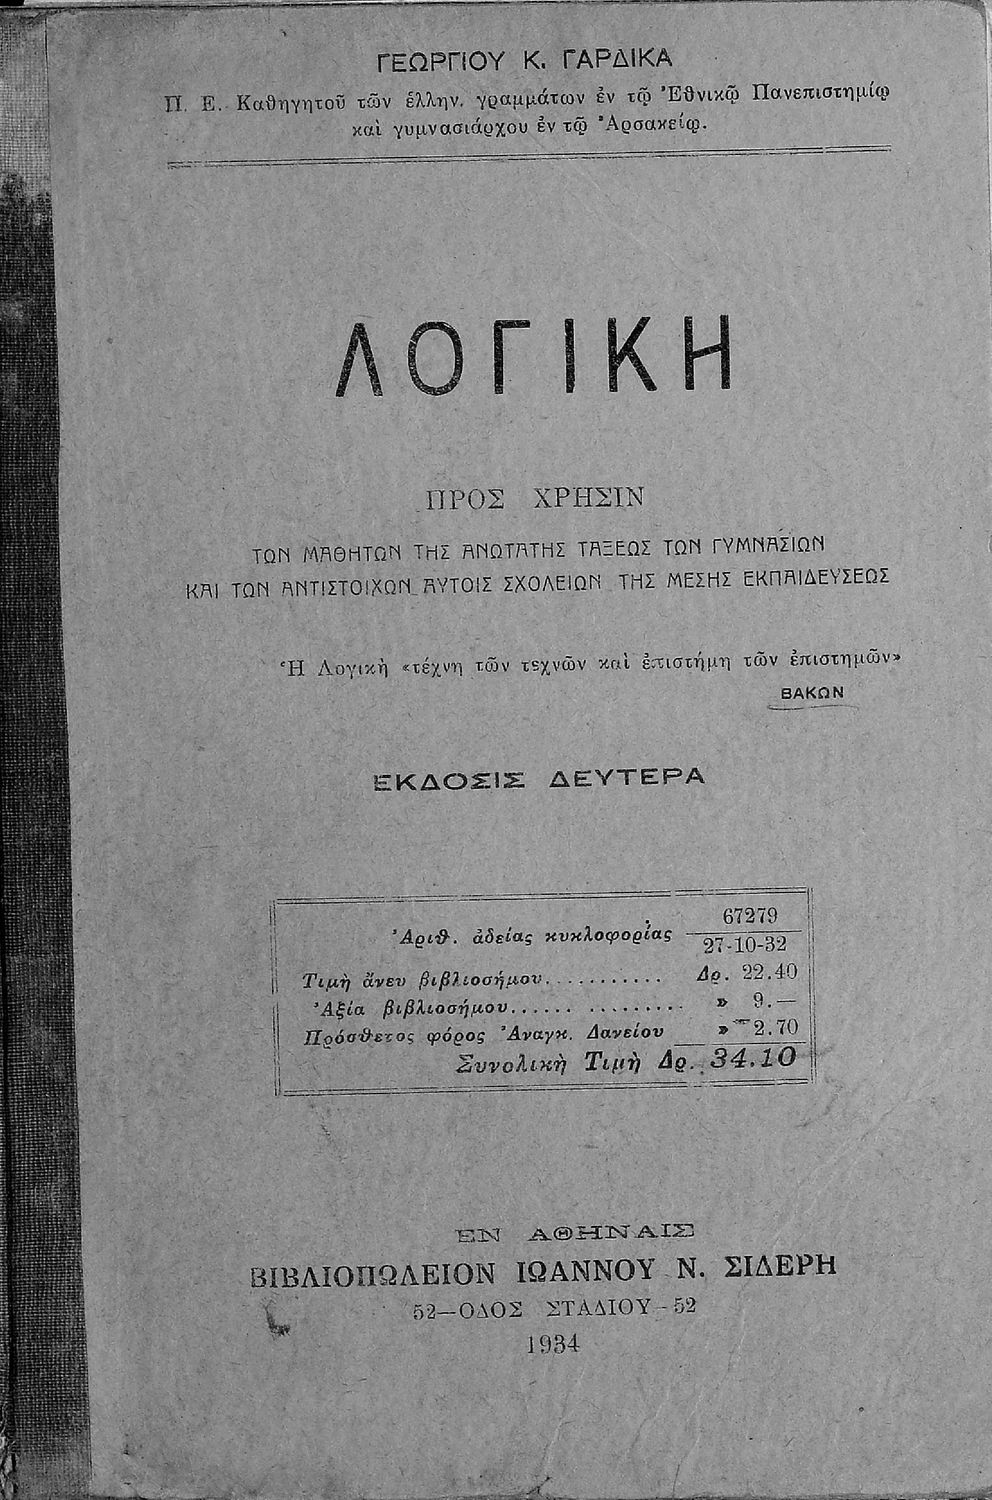 ΓΕΩΡΓΙΟΥ Κ. ΓΑΡΔΙΚΑ
Π. Ε. Καθηγητοῦ τῶν ἑλλην. γραμμάτων ἐν τῷ Ἐθνικῷ Πανεπιστημίῳ
καὶ γυμνασιάρχου ἐν τῷ Ἀρσακείῳ.
ΛΟΓΙΚΗ
ΠΡΟΣ ΧΡΗΣΙΝ
ΤΩΝ ΜΑΘΗΤΩΝ ΤΗΣ ΑΝΩΤΑΤΗΣ ΤΑΞΕΩΣ ΤΩΝ ΓΥΜΝΑΣΙΩΝ
ΚΑΙ ΤΩΝ ΑΝΤΙΣΤΟΙΧΩΝ ΑΥΤΟΙΣ ΣΧΟΛΕΙΩΝ ΤΗΣ ΜΕΣΗΣ ΕΚΠΑΙΔΕΥΣΕΩΣ
Ἡ Λογικὴ «τέχνη τῶν τεχνῶν καὶ ἐπιστήμη τῶν ἐπιστημῶν»
ΒΑΚΩΝ
ΕΚΔΟΣΙΣ ΔΕΥΤΕΡΑ
Ἀριθ. ἀδείας κυκλοφορίας 67279
27-10-32
Τιμὴ ἄνευ βιβλιοσήμου............ Δρ. 22.40
Ἀξία βιβλιοσήμου................ » 9.—
Πρόσθετος φόρος Ἀναγκ. Δανείου » 2.70
Συνολικὴ Τιμὴ Δρ. 34.10
ΕΝ ΑΘΗΝΑΙΣ
ΒΙΒΛΙΟΠΩΛΕΙΟΝ ΙΩΑΝΝΟΥ Ν. ΣΙΔΕΡΗ
52—ΟΔΟΣ ΣΤΑΔΙΟΥ—52
1934